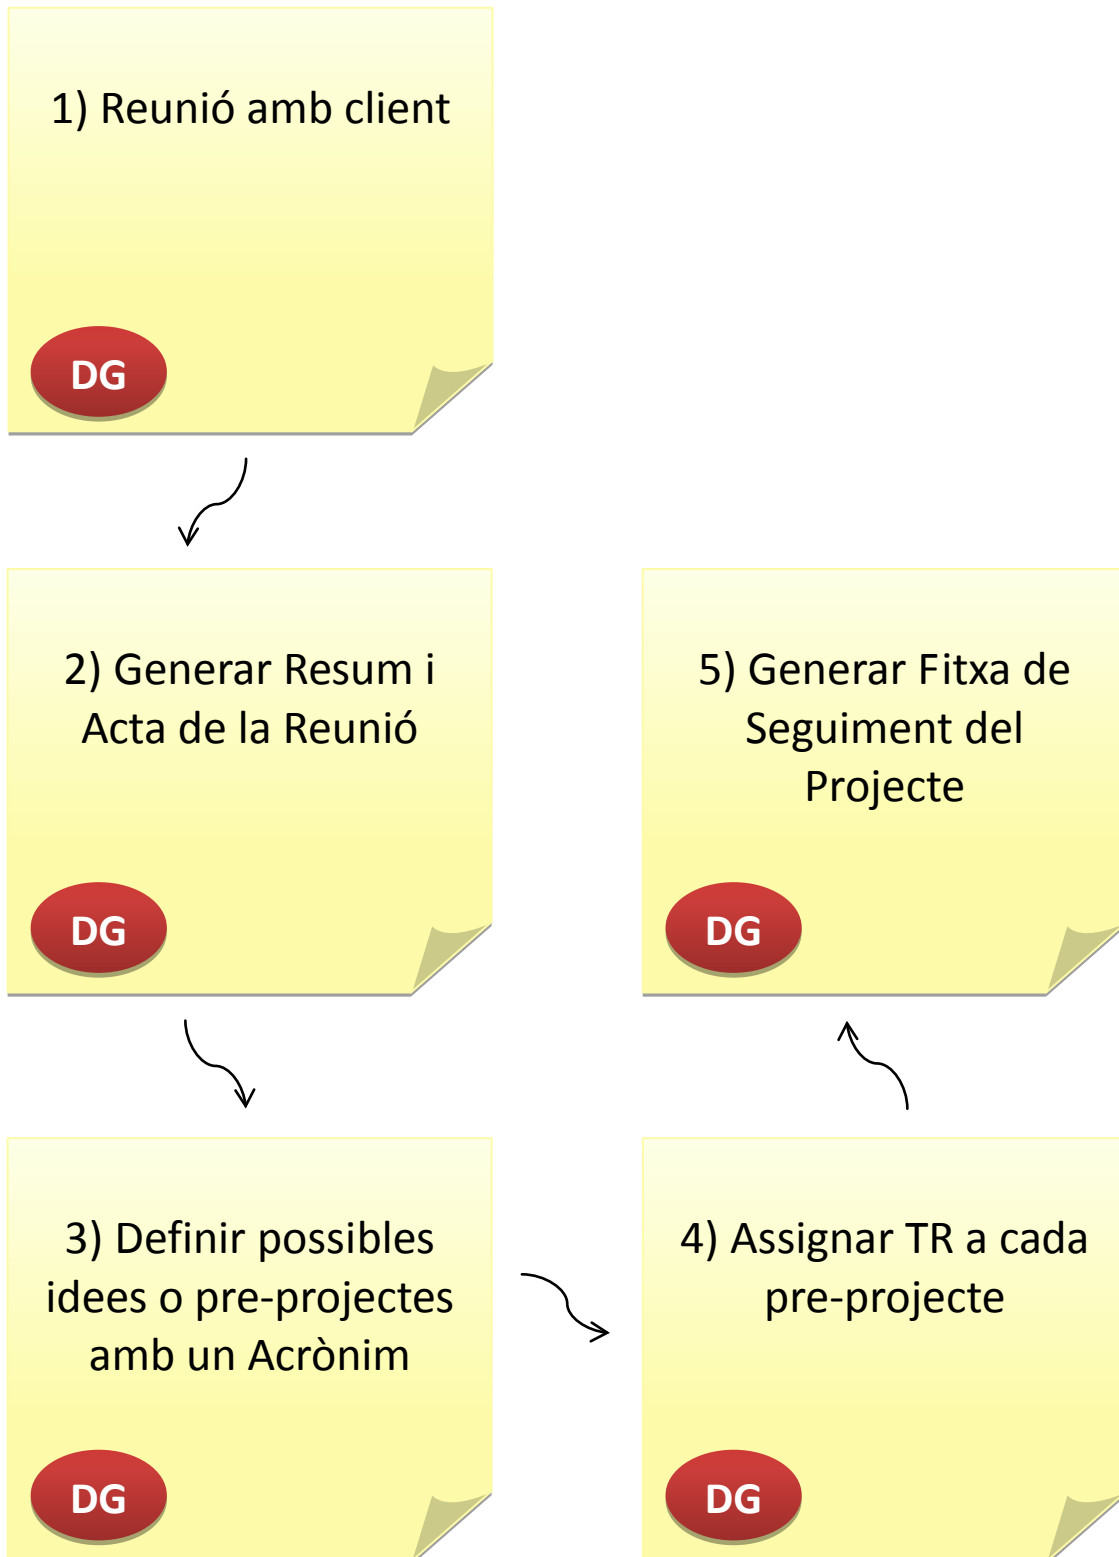 1) Reunió amb client
DG
2) Generar Resum i
Acta de la Reunió
DG
3) Definir possibles
idees o pre-projectes
amb un Acrònim
DG
4) Assignar TR a cada
pre-projecte
DG
5) Generar Fitxa de
Seguiment del
Projecte
DG